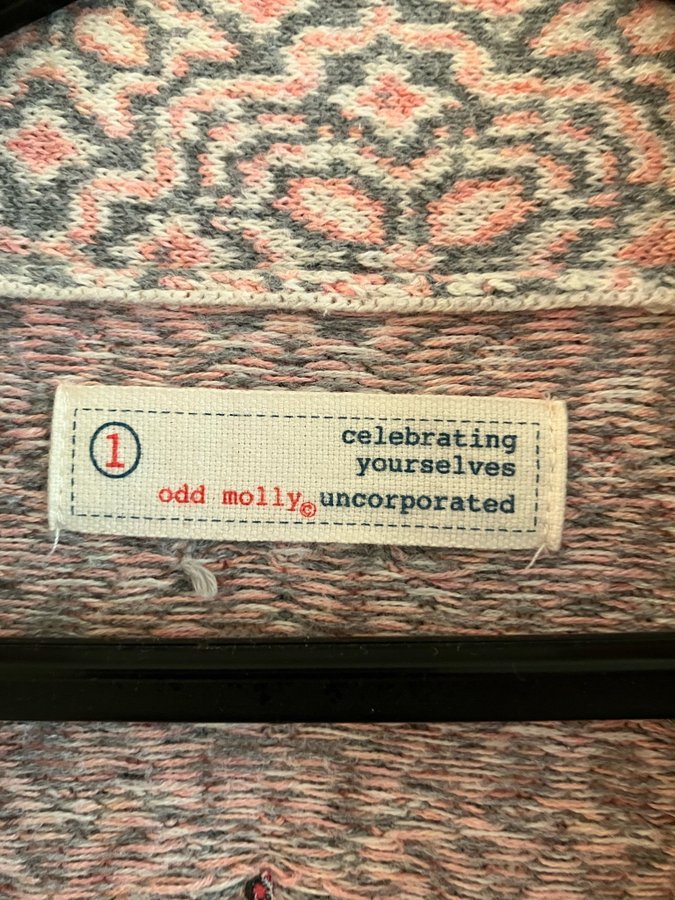 1
celebrating
yourselves
odd molly© uncorporated